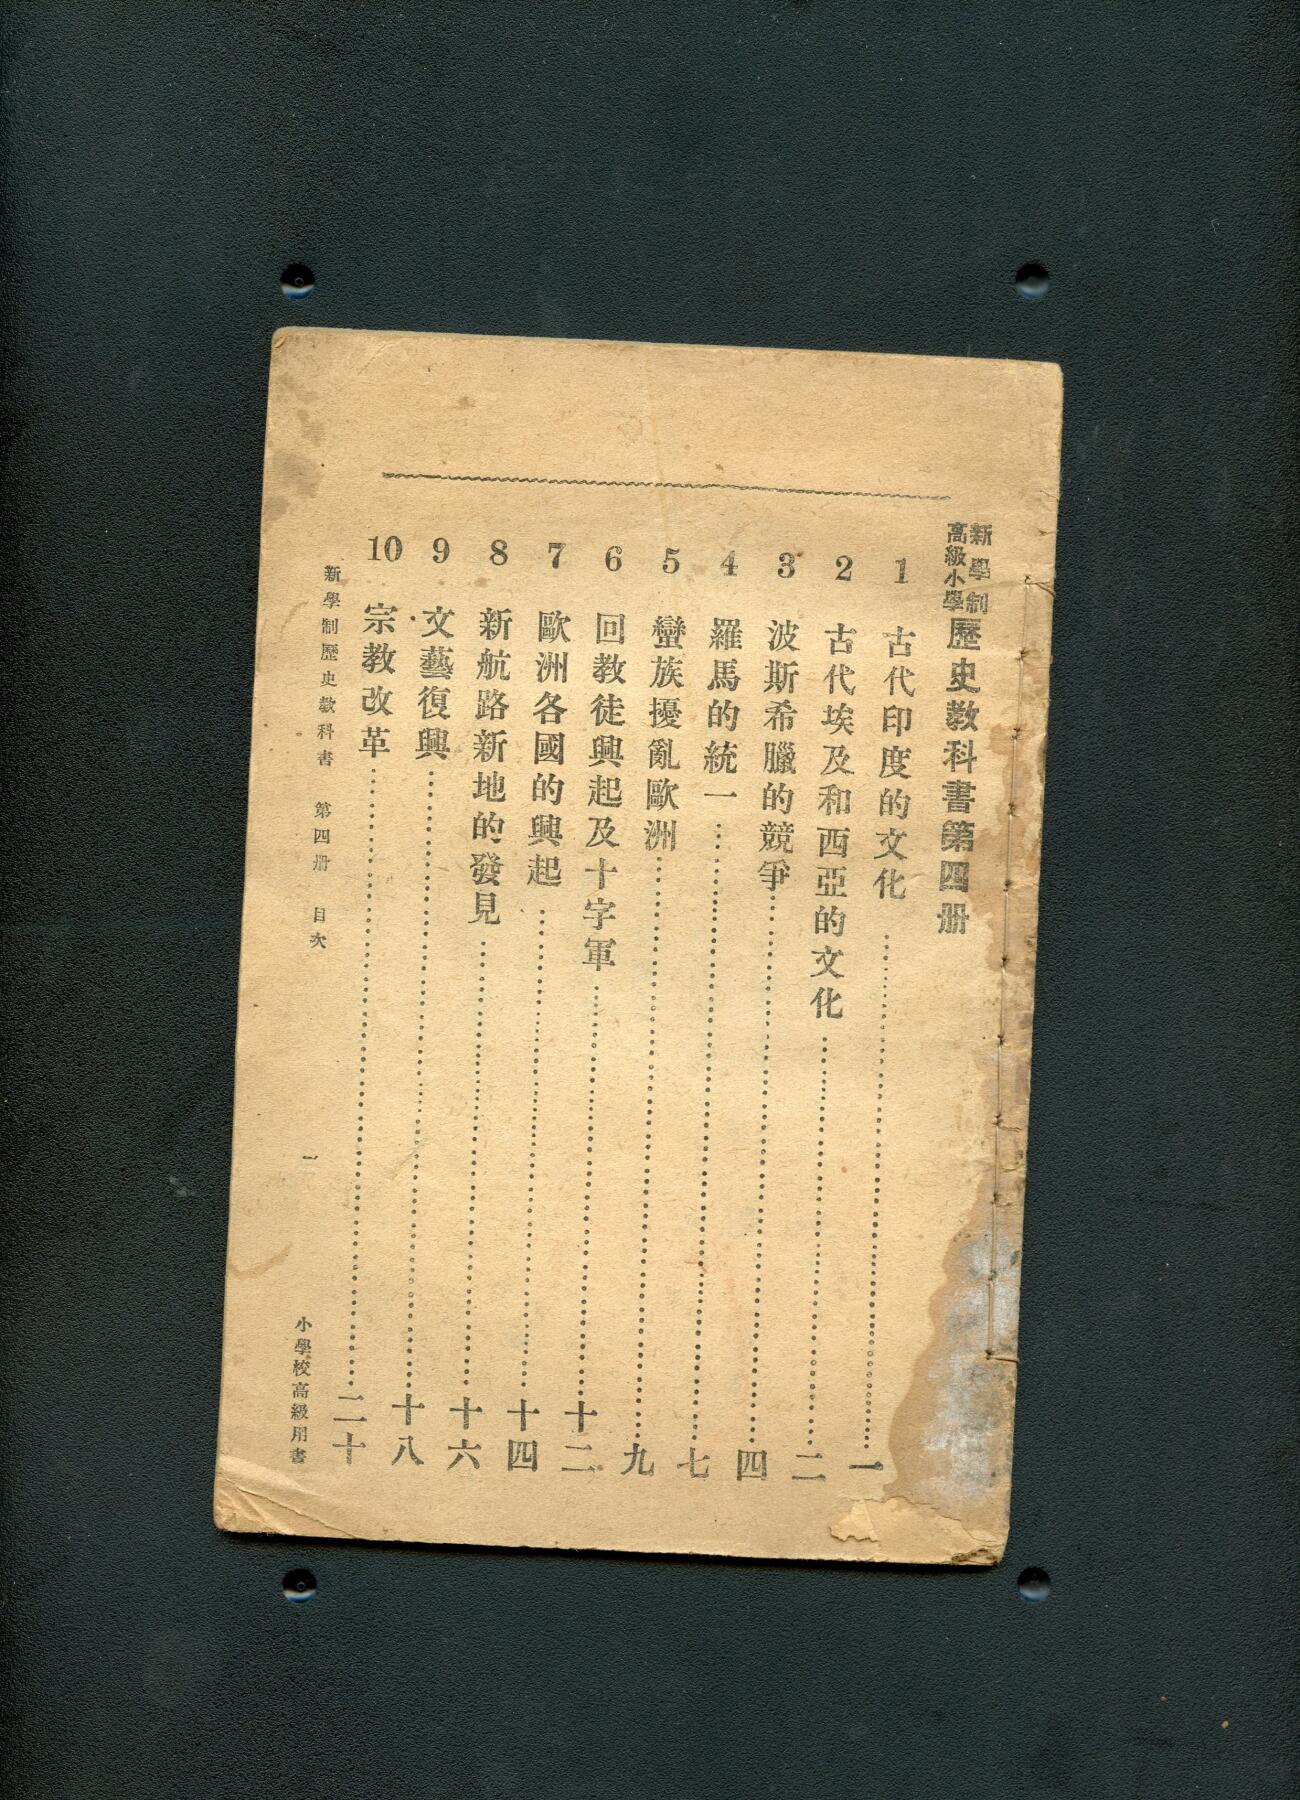 新學制
高級小學
歷史教科書第四册
1 古代印度的文化……一
2 古代埃及和西亞的文化……二
3 波斯希臘的競爭……四
4 羅馬的統一……七
5 蠻族擾亂歐洲……九
6 回教徒興起及十字軍……十二
7 歐洲各國的興起……十四
8 新航路新地的發見……十六
9 文藝復興……十八
10 宗教改革……二十
新學制歷史教科書 第四册 目次 一 小學校高級用書